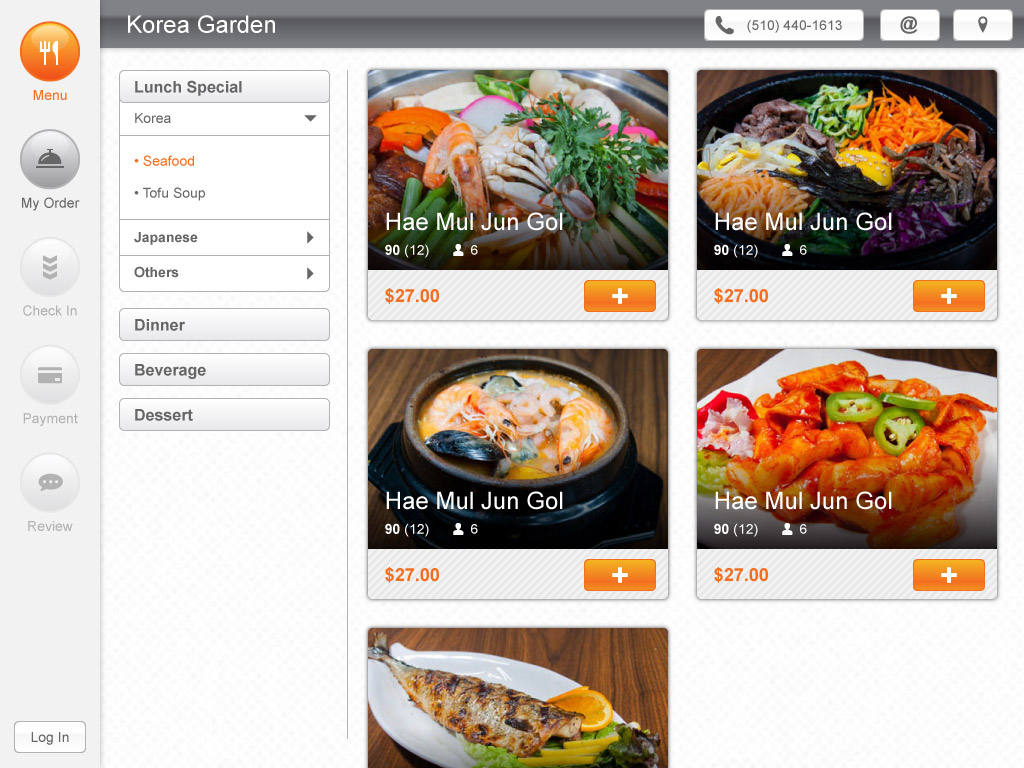 Korea Garden
(510) 440-1613
@
Menu
My Order
Check In
Payment
Review
Log In
Lunch Special
Korea
• Seafood
• Tofu Soup
Japanese
Others
Dinner
Beverage
Dessert
Hae Mul Jun Gol
90 (12) 6
$27.00
Hae Mul Jun Gol
90 (12) 6
$27.00
Hae Mul Jun Gol
90 (12) 6
$27.00
Hae Mul Jun Gol
90 (12) 6
$27.00